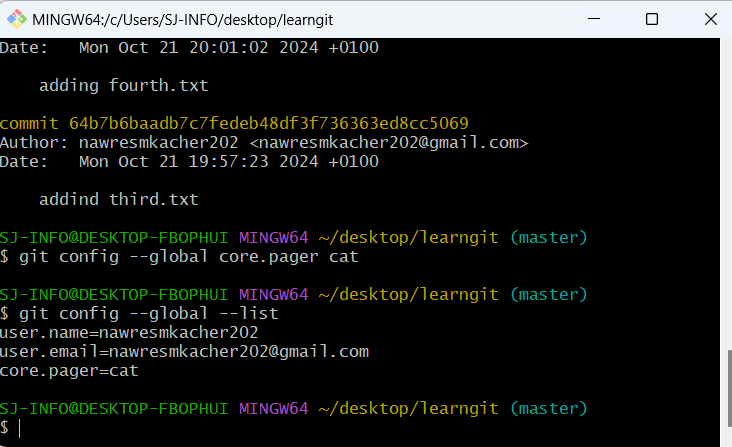 MINGW64:/c/Users/SJ-INFO/desktop/learngit
Date:   Mon Oct 21 20:01:02 2024 +0100
    adding fourth.txt
commit 64b7b6baadb7c7fedeb48df3f736363ed8cc5069
Author: nawresmkacher202 <nawresmkacher202@gmail.com>
Date:   Mon Oct 21 19:57:23 2024 +0100
    addind third.txt
SJ-INFO@DESKTOP-FBOPHUI MINGW64 ~/desktop/learngit (master)
$ git config --global core.pager cat
SJ-INFO@DESKTOP-FBOPHUI MINGW64 ~/desktop/learngit (master)
$ git config --global --list
user.name=nawresmkacher202
user.email=nawresmkacher202@gmail.com
core.pager=cat
SJ-INFO@DESKTOP-FBOPHUI MINGW64 ~/desktop/learngit (master)
$